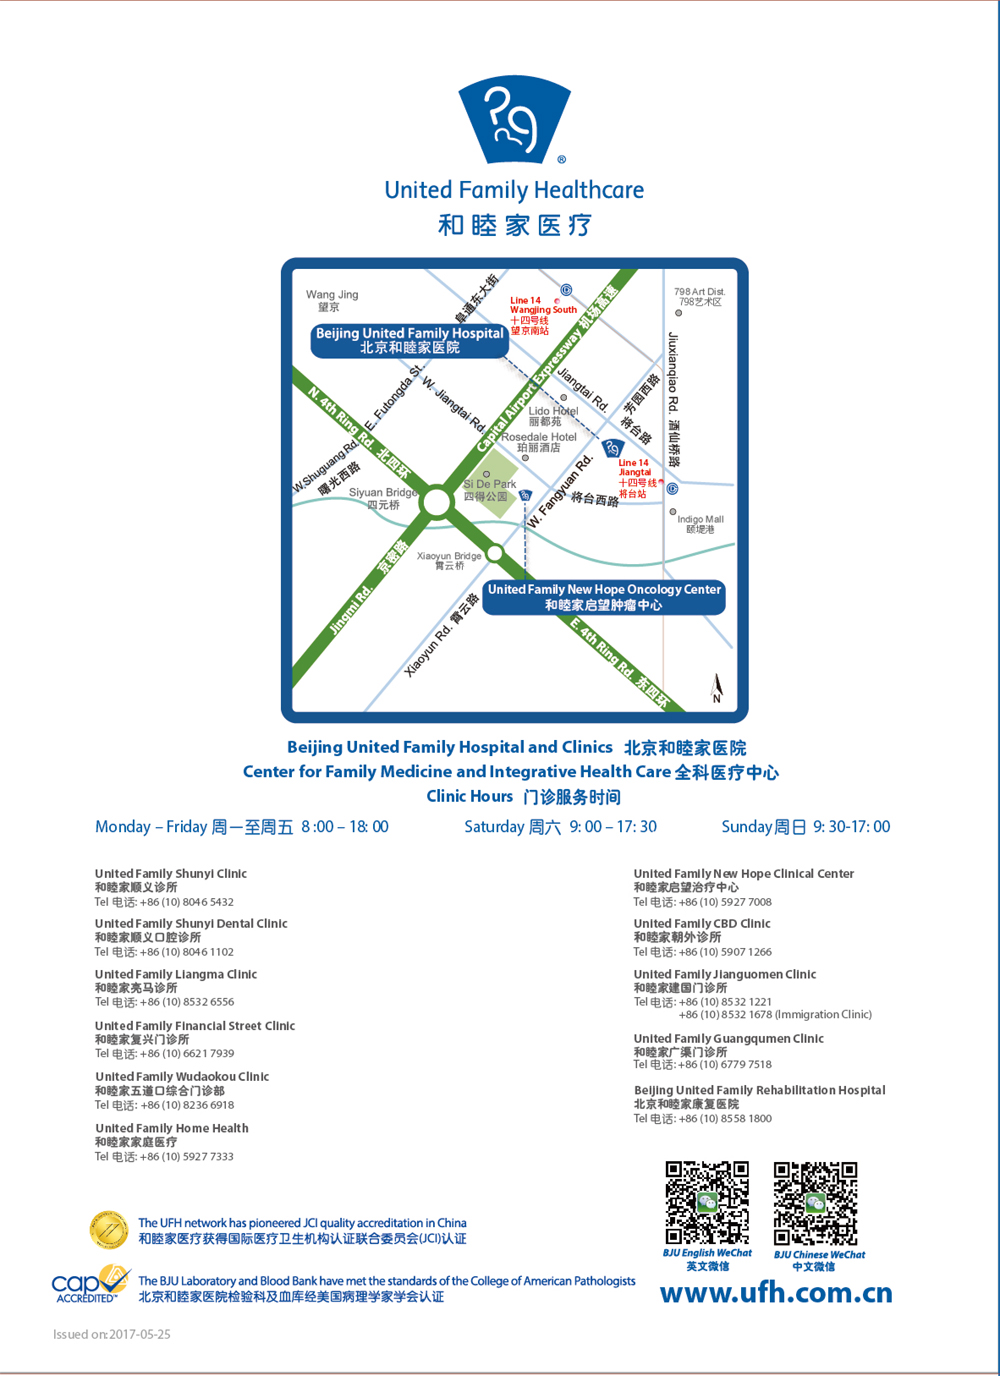 ®
United Family Healthcare
和睦家医疗
Wang Jing
望京
阜通东大街
Line 14
Wangjing South
十四号线
望京南站
Capital Airport Expressway 机场高速
798 Art Dist.
798艺术区
Beijing United Family Hospital
北京和睦家医院
Jiuxianqiao Rd. 酒仙桥路
N. 4th Ring Rd. 北四环
E. Futongda St.
W. Jiangtai Rd.
Jiangtai Rd.
将台路
芳园西路
Lido Hotel
丽都苑
Rosedale Hotel
珀丽酒店
W.Shuguang Rd.
曙光西路
Siyuan Bridge
四元桥
Si De Park
四得公园
W. Fangyuan Rd.
Line 14
Jiangtai
十四号线
将台站
将台西路
Indigo Mall
颐堤港
Jingmi Rd. 京密路
Xiaoyun Bridge
霄云桥
United Family New Hope Oncology Center
和睦家启望肿瘤中心
Xiaoyun Rd. 霄云路
E. 4th Ring Rd. 东四环
N
Beijing United Family Hospital and Clinics 北京和睦家医院
Center for Family Medicine and Integrative Health Care 全科医疗中心
Clinic Hours 门诊服务时间
Monday – Friday 周一至周五 8 :00 – 18: 00 Saturday 周六 9: 00 – 17: 30 Sunday周日 9: 30-17: 00
United Family Shunyi Clinic
和睦家顺义诊所
Tel 电话: +86 (10) 8046 5432
United Family Shunyi Dental Clinic
和睦家顺义口腔诊所
Tel 电话: +86 (10) 8046 1102
United Family Liangma Clinic
和睦家亮马诊所
Tel 电话: +86 (10) 8532 6556
United Family Financial Street Clinic
和睦家复兴门诊所
Tel 电话: +86 (10) 6621 7939
United Family Wudaokou Clinic
和睦家五道口综合门诊部
Tel 电话: +86 (10) 8236 6918
United Family Home Health
和睦家家庭医疗
Tel 电话: +86 (10) 5927 7333
United Family New Hope Clinical Center
和睦家启望治疗中心
Tel 电话: +86 (10) 5927 7008
United Family CBD Clinic
和睦家朝外诊所
Tel 电话: +86 (10) 5907 1266
United Family Jianguomen Clinic
和睦家建国门诊所
Tel 电话: +86 (10) 8532 1221
+86 (10) 8532 1678 (Immigration Clinic)
United Family Guangqumen Clinic
和睦家广渠门诊所
Tel 电话: +86 (10) 6779 7518
Beijing United Family Rehabilitation Hospital
北京和睦家康复医院
Tel 电话: +86 (10) 8558 1800
The UFH network has pioneered JCI quality accreditation in China
和睦家医疗获得国际医疗卫生机构认证联合委员会(JCI)认证
cap
ACCREDITED™
The BJU Laboratory and Blood Bank have met the standards of the College of American Pathologists
北京和睦家医院检验科及血库经美国病理学家学会认证
BJU English WeChat
英文微信
BJU Chinese WeChat
中文微信
www.ufh.com.cn
Issued on:2017-05-25